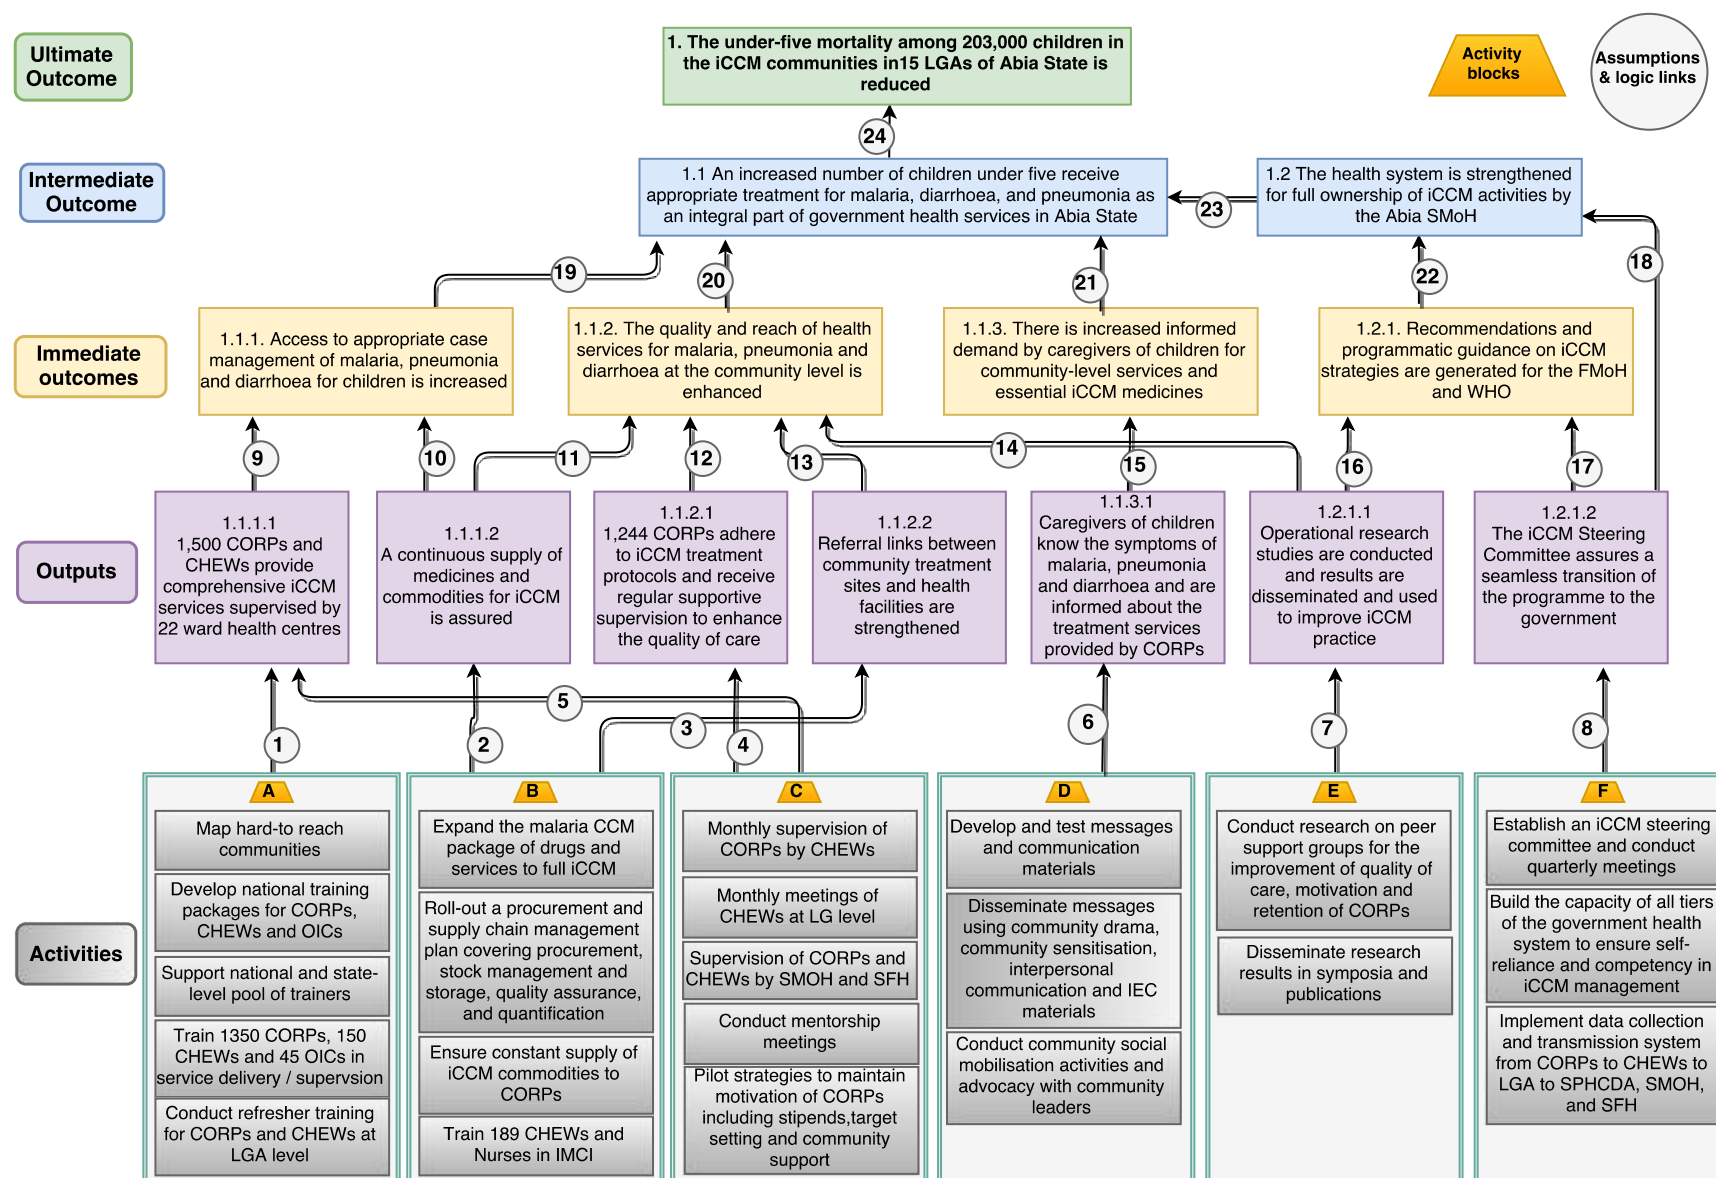 Ultimate
Outcome
1. The under-five mortality among 203,000 children in
the iCCM communities in15 LGAs of Abia State is
reduced
Activity
blocks
Assumptions
& logic links
24
Intermediate
Outcome
1.1 An increased number of children under five receive
appropriate treatment for malaria, diarrhoea, and pneumonia as
an integral part of government health services in Abia State
23
1.2 The health system is strengthened
for full ownership of iCCM activities by
the Abia SMoH
19
20
21
22
18
Immediate
outcomes
1.1.1. Access to appropriate case
management of malaria, pneumonia
and diarrhoea for children is increased
1.1.2. The quality and reach of health
services for malaria, pneumonia and
diarrhoea at the community level is
enhanced
1.1.3. There is increased informed
demand by caregivers of children for
community-level services and
essential iCCM medicines
1.2.1. Recommendations and
programmatic guidance on iCCM
strategies are generated for the FMoH
and WHO
9
10
11
12
13
14
15
16
17
Outputs
1.1.1.1
1,500 CORPs and
CHEWs provide
comprehensive iCCM
services supervised by
22 ward health centres
1.1.1.2
A continuous supply of
medicines and
commodities for iCCM
is assured
1.1.2.1
1,244 CORPs adhere
to iCCM treatment
protocols and receive
regular supportive
supervision to enhance
the quality of care
1.1.2.2
Referral links between
community treatment
sites and health
facilities are
strengthened
1.1.3.1
Caregivers of children
know the symptoms of
malaria, pneumonia
and diarrhoea and are
informed about the
treatment services
provided by CORPs
1.2.1.1
Operational research
studies are conducted
and results are
disseminated and used
to improve iCCM
practice
1.2.1.2
The iCCM Steering
Committee assures a
seamless transition of
the programme to the
government
1
2
5
3
4
6
7
8
Activities
A
Map hard-to reach
communities
Develop national training
packages for CORPs,
CHEWs and OICs
Support national and state-
level pool of trainers
Train 1350 CORPs, 150
CHEWs and 45 OICs in
service delivery / supervsion
Conduct refresher training
for CORPs and CHEWs at
LGA level
B
Expand the malaria CCM
package of drugs and
services to full iCCM
Roll-out a procurement and
supply chain management
plan covering procurement,
stock management and
storage, quality assurance,
and quantification
Ensure constant supply of
iCCM commodities to
CORPs
Train 189 CHEWs and
Nurses in IMCI
C
Monthly supervision of
CORPs by CHEWs
Monthly meetings of
CHEWs at LG level
Supervision of CORPs and
CHEWs by SMOH and SFH
Conduct mentorship
meetings
Pilot strategies to maintain
motivation of CORPs
including stipends,target
setting and community
support
D
Develop and test messages
and communication
materials
Disseminate messages
using community drama,
community sensitisation,
interpersonal
communication and IEC
materials
Conduct community social
mobilisation activities and
advocacy with community
leaders
E
Conduct research on peer
support groups for the
improvement of quality of
care, motivation and
retention of CORPs
Disseminate research
results in symposia and
publications
F
Establish an iCCM steering
committee and conduct
quarterly meetings
Build the capacity of all tiers
of the government health
system to ensure self-
reliance and competency in
iCCM management
Implement data collection
and transmission system
from CORPs to CHEWs to
LGA to SPHCDA, SMOH,
and SFH